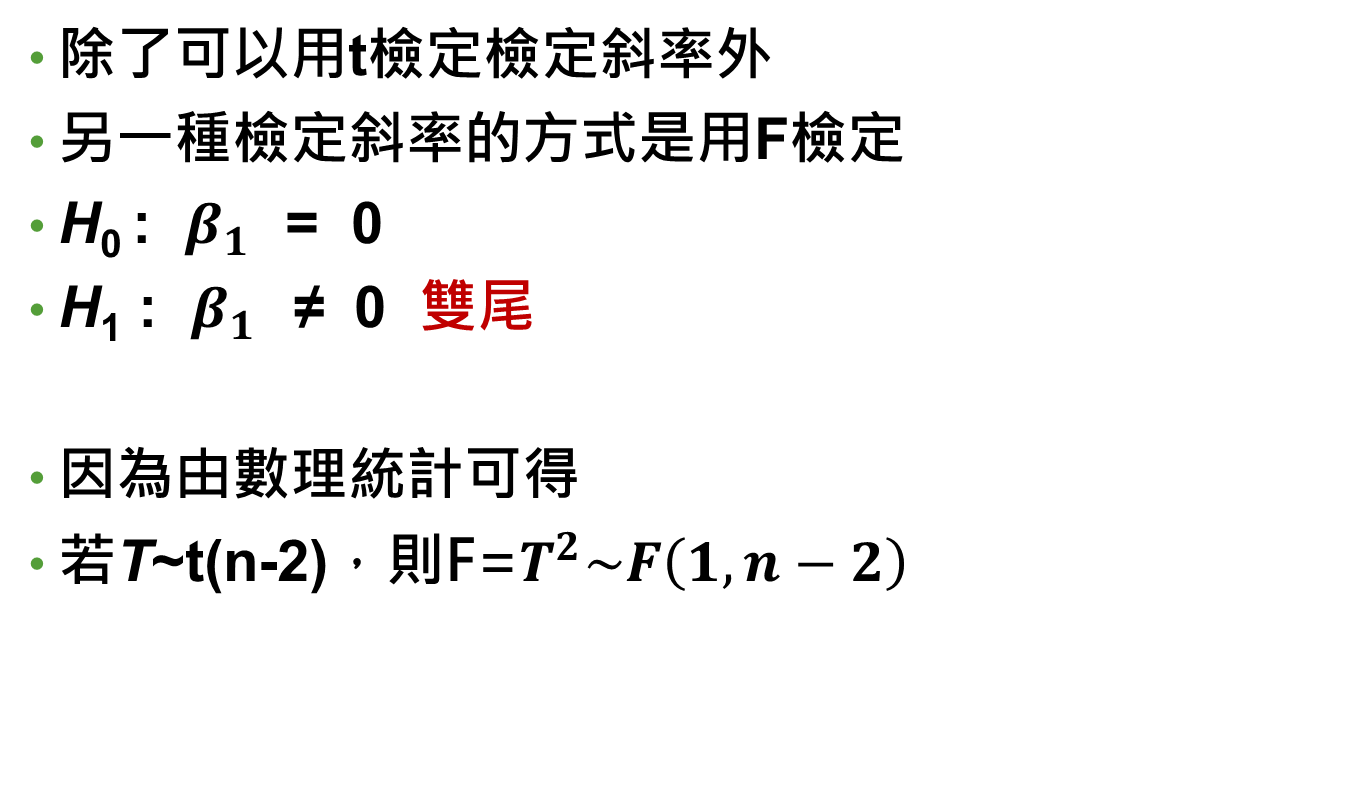 • 除了可以用t檢定檢定斜率外
• 另一種檢定斜率的方式是用F檢定
• H₀ : β₁ = 0
• H₁ : β₁ ≠ 0 雙尾
• 因為由數理統計可得
• 若T~t(n-2)，則F=T²~F(1,n−2)